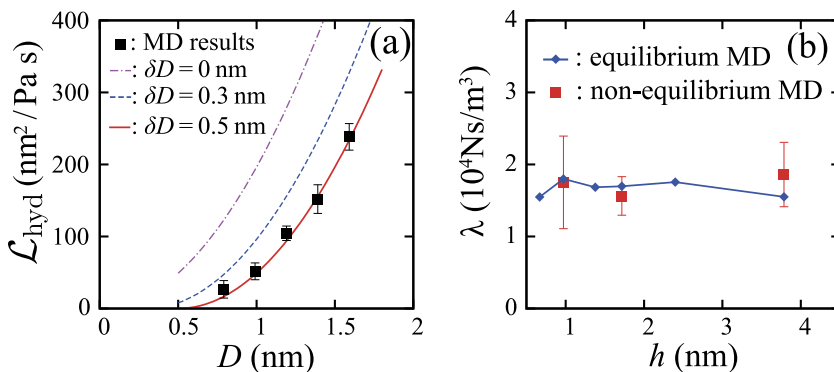 (a)
: MD results
: δD = 0 nm
: δD = 0.3 nm
: δD = 0.5 nm
400
300
200
100
0
0
0.5
1
1.5
2
D (nm)
ℒhyd (nm²/Pa s)
(b)
: equilibrium MD
: non-equilibrium MD
4
3
2
1
0
1
2
3
4
h (nm)
λ (10⁴Ns/m³)